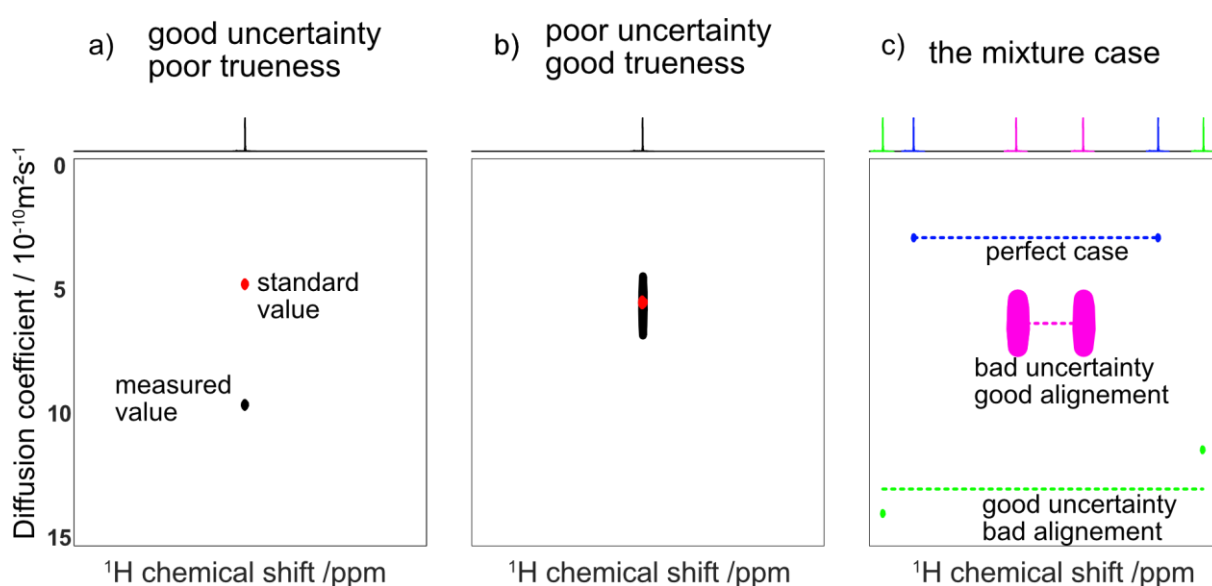 a) good uncertainty
poor trueness
b) poor uncertainty
good trueness
c) the mixture case
Diffusion coefficient / 10⁻¹⁰m²s⁻¹
0
5
10
15
standard
value
measured
value
perfect case
bad uncertainty
good alignement
good uncertainty
bad alignement
¹H chemical shift /ppm
¹H chemical shift /ppm
¹H chemical shift /ppm